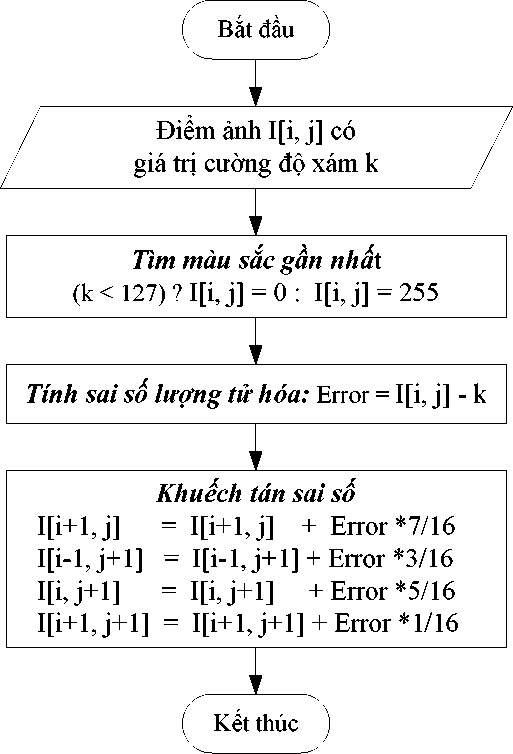 Bắt đầu
Điểm ảnh I[i, j] có
giá trị cường độ xám k
Tìm màu sắc gần nhất
(k < 127) ? I[i, j] = 0 : I[i, j] = 255
Tính sai số lượng tử hóa: Error = I[i, j] - k
Khuếch tán sai số
I[i+1, j] = I[i+1, j] + Error *7/16
I[i-1, j+1] = I[i-1, j+1] + Error *3/16
I[i, j+1] = I[i, j+1] + Error *5/16
I[i+1, j+1] = I[i+1, j+1] + Error *1/16
Kết thúc